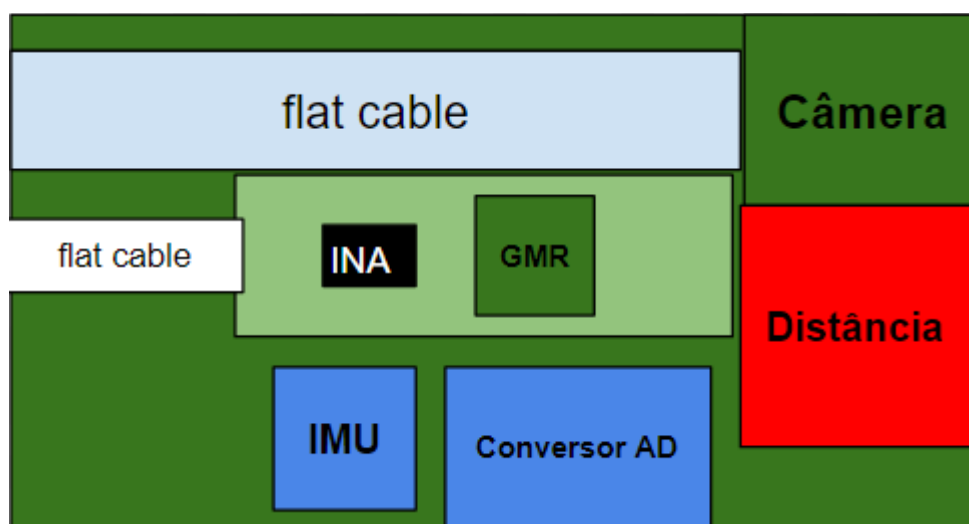 flat cable
Câmera
flat cable
INA
GMR
Distância
IMU
Conversor AD